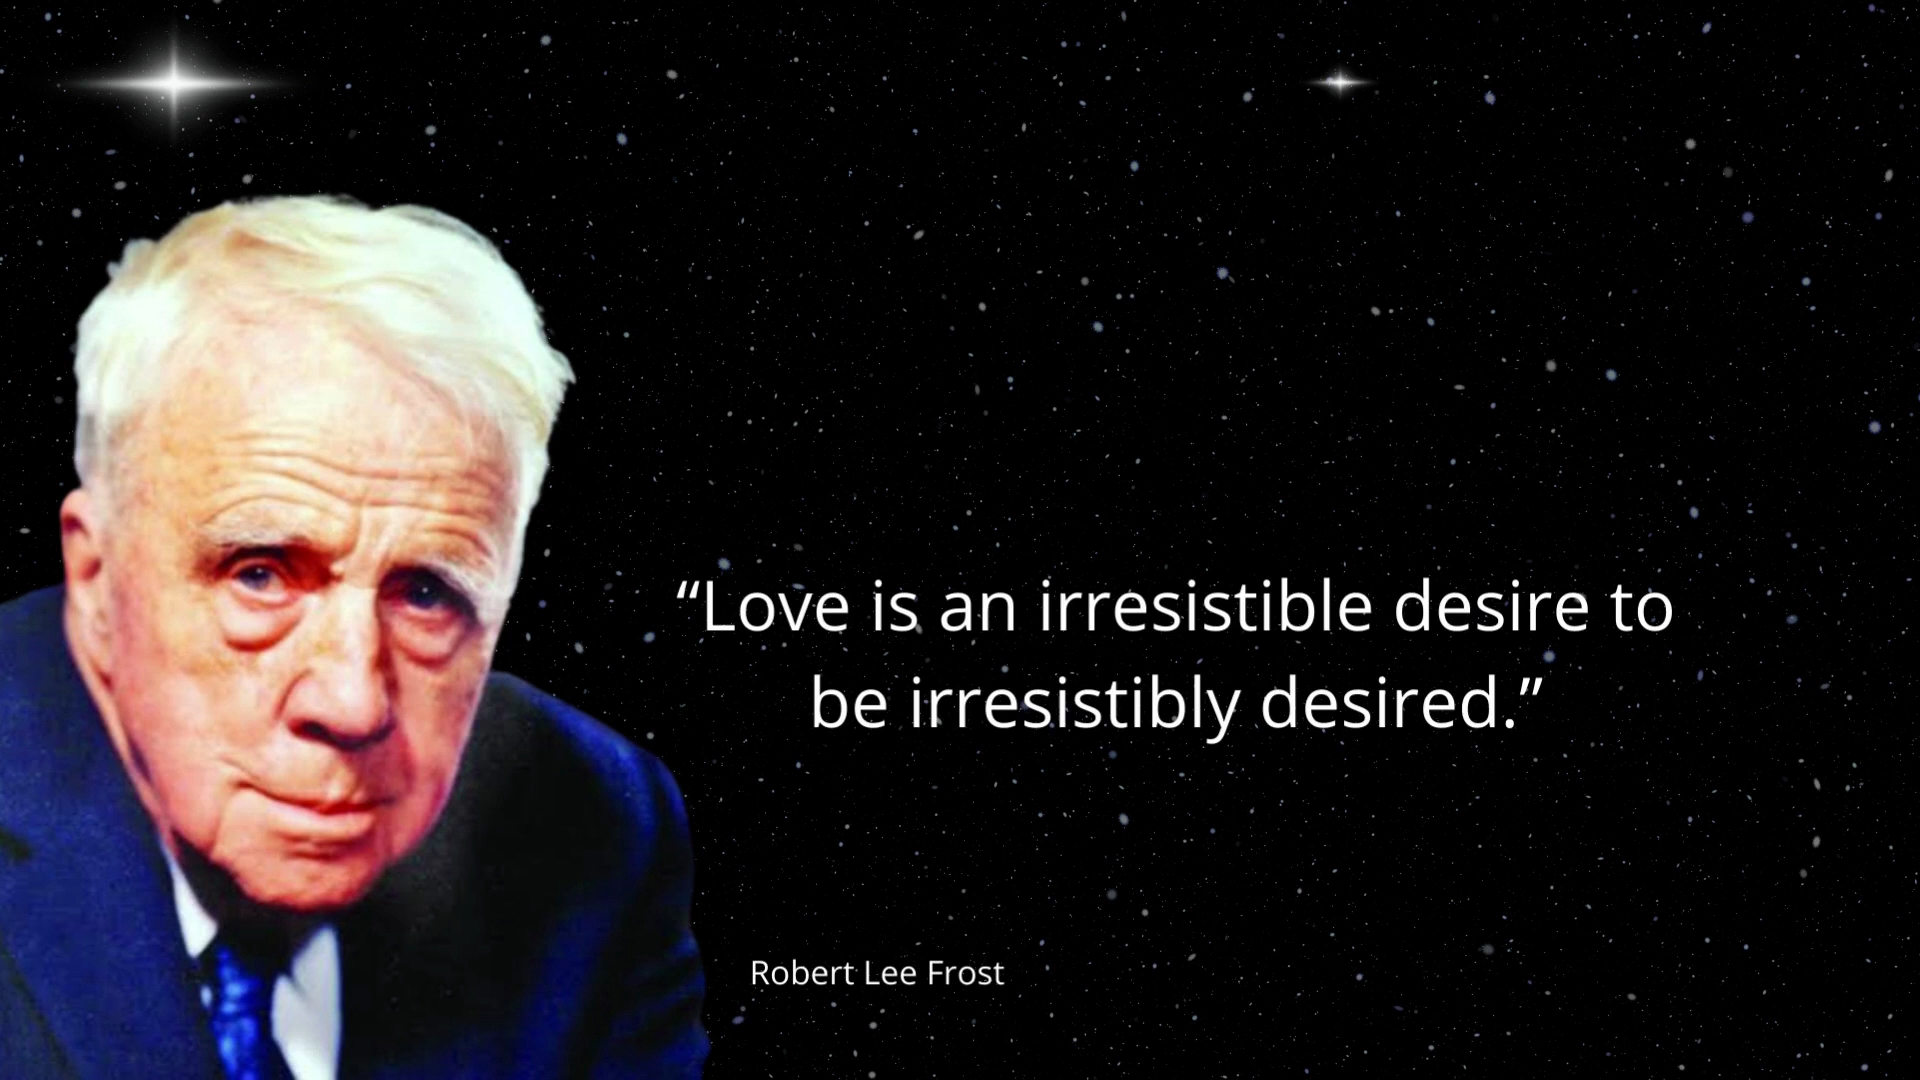 “Love is an irresistible desire to
be irresistibly desired.”
Robert Lee Frost